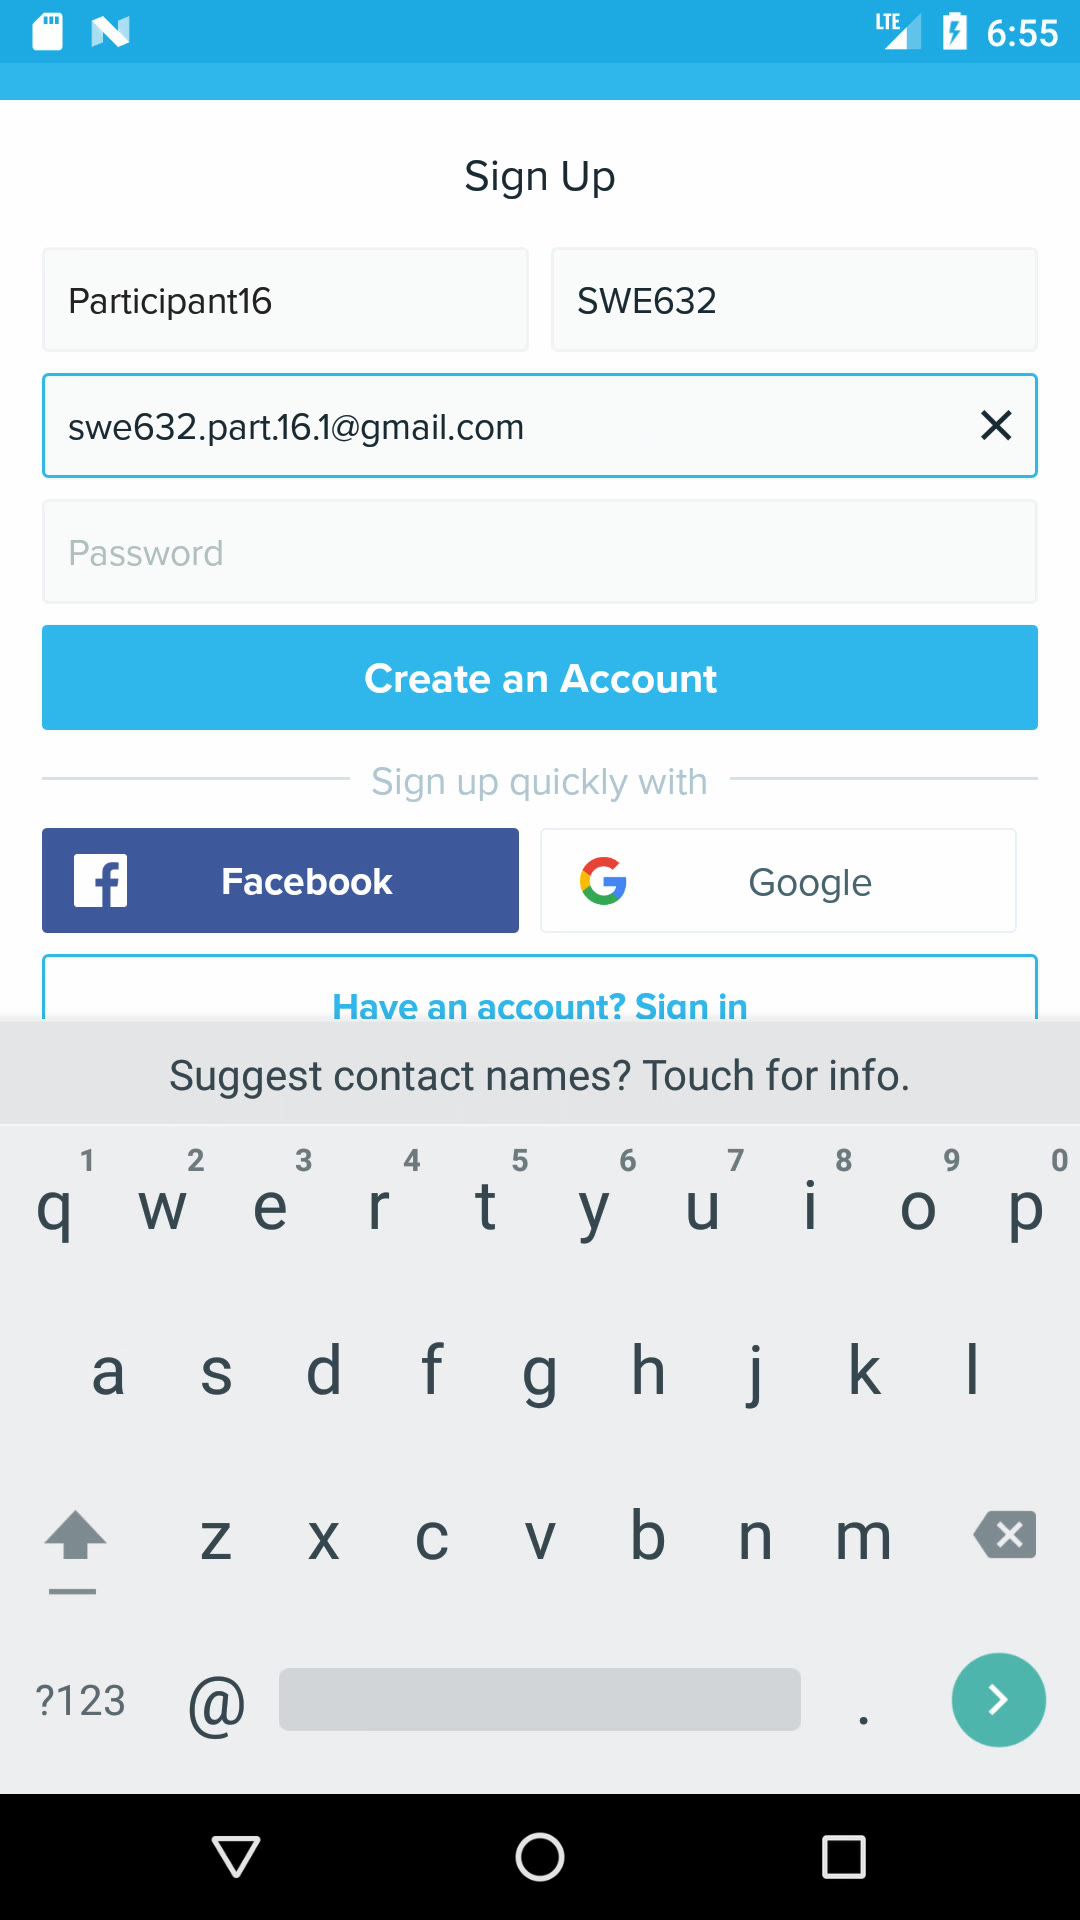 LTE 6:55
Sign Up
Participant16 SWE632
swe632.part.16.1@gmail.com
Password
Create an Account
Sign up quickly with
Facebook Google
Have an account? Sign in
Suggest contact names? Touch for info.
1 2 3 4 5 6 7 8 9 0
q w e r t y u i o p
a s d f g h j k l
z x c v b n m
?123 @ .